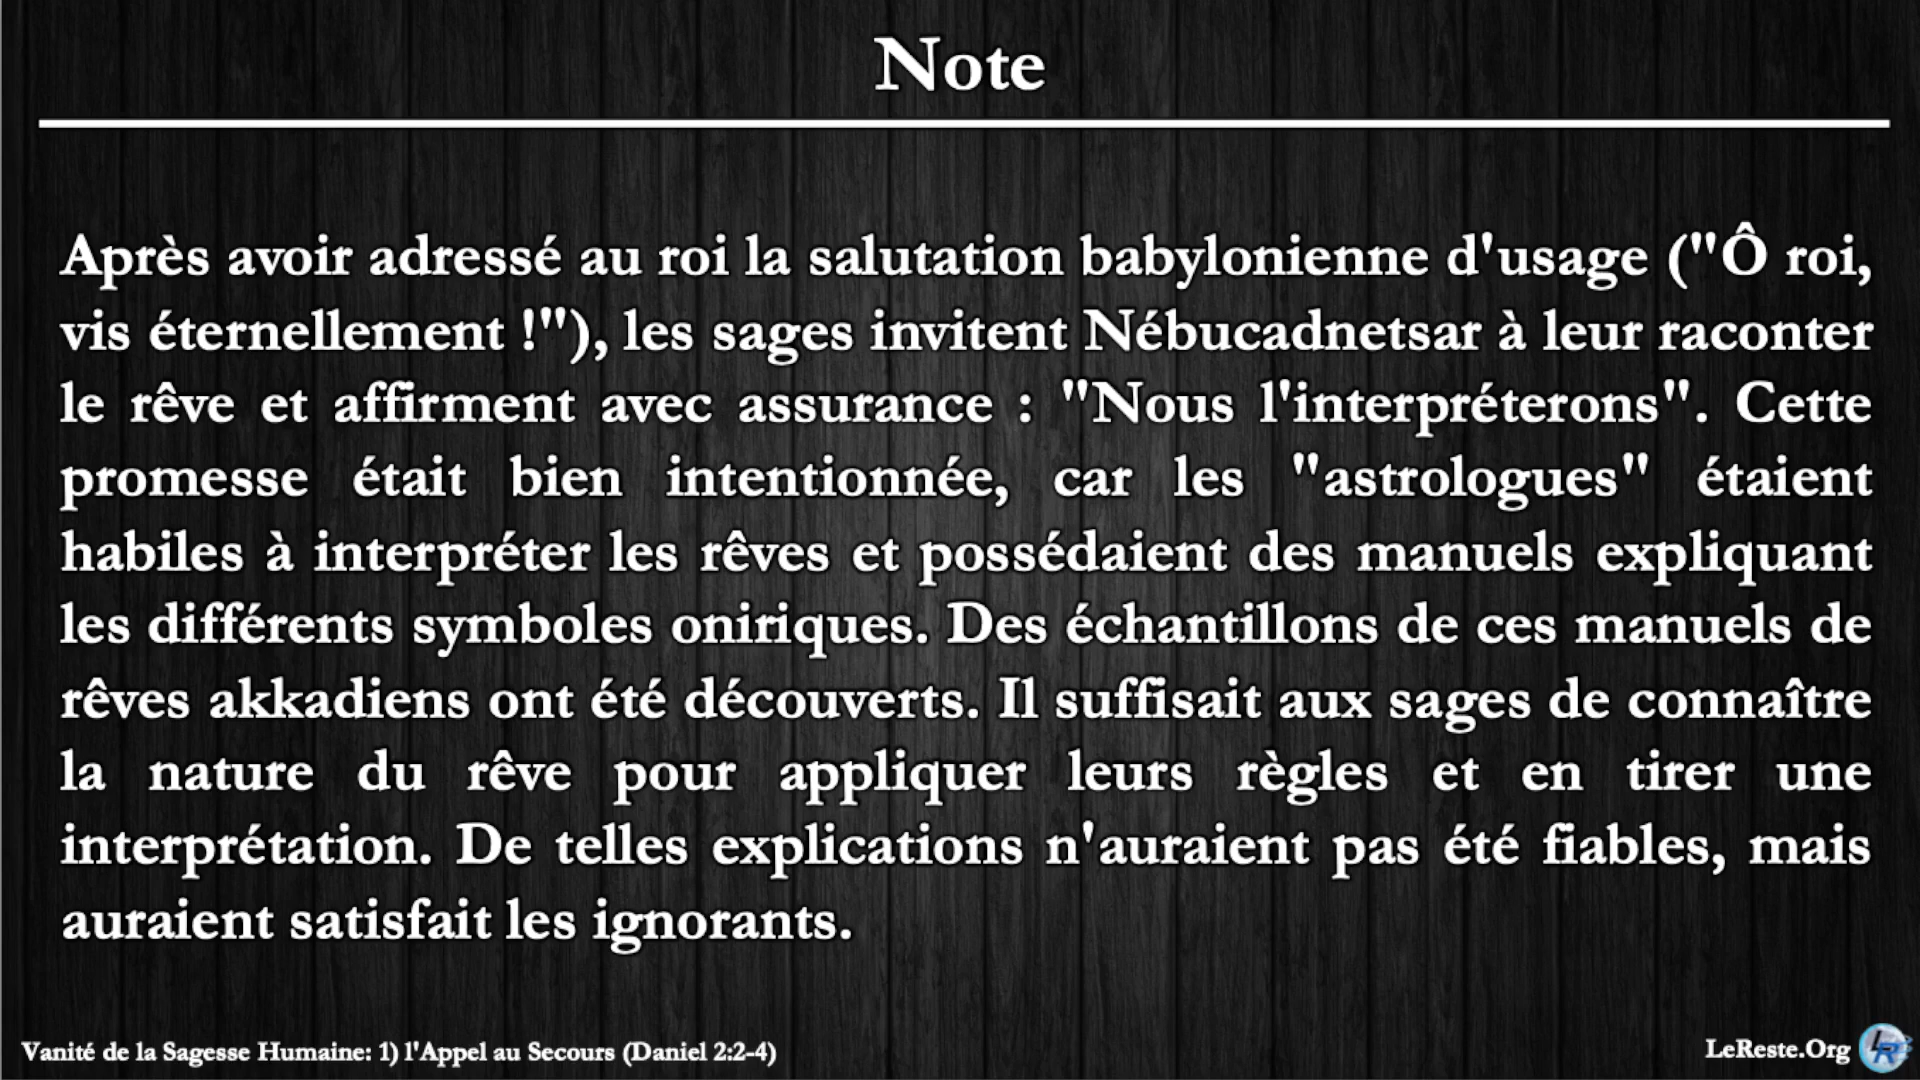 Note
Après avoir adressé au roi la salutation babylonienne d'usage ("Ô roi,
vis éternellement !"), les sages invitent Nébucadnetsar à leur raconter
le rêve et affirment avec assurance : "Nous l'interpréterons". Cette
promesse était bien intentionnée, car les "astrologues" étaient
habiles à interpréter les rêves et possédaient des manuels expliquant
les différents symboles oniriques. Des échantillons de ces manuels de
rêves akkadiens ont été découverts. Il suffisait aux sages de connaître
la nature du rêve pour appliquer leurs règles et en tirer une
interprétation. De telles explications n'auraient pas été fiables, mais
auraient satisfait les ignorants.
Vanité de la Sagesse Humaine: 1) l'Appel au Secours (Daniel 2:2-4)
LeReste.Org
LR